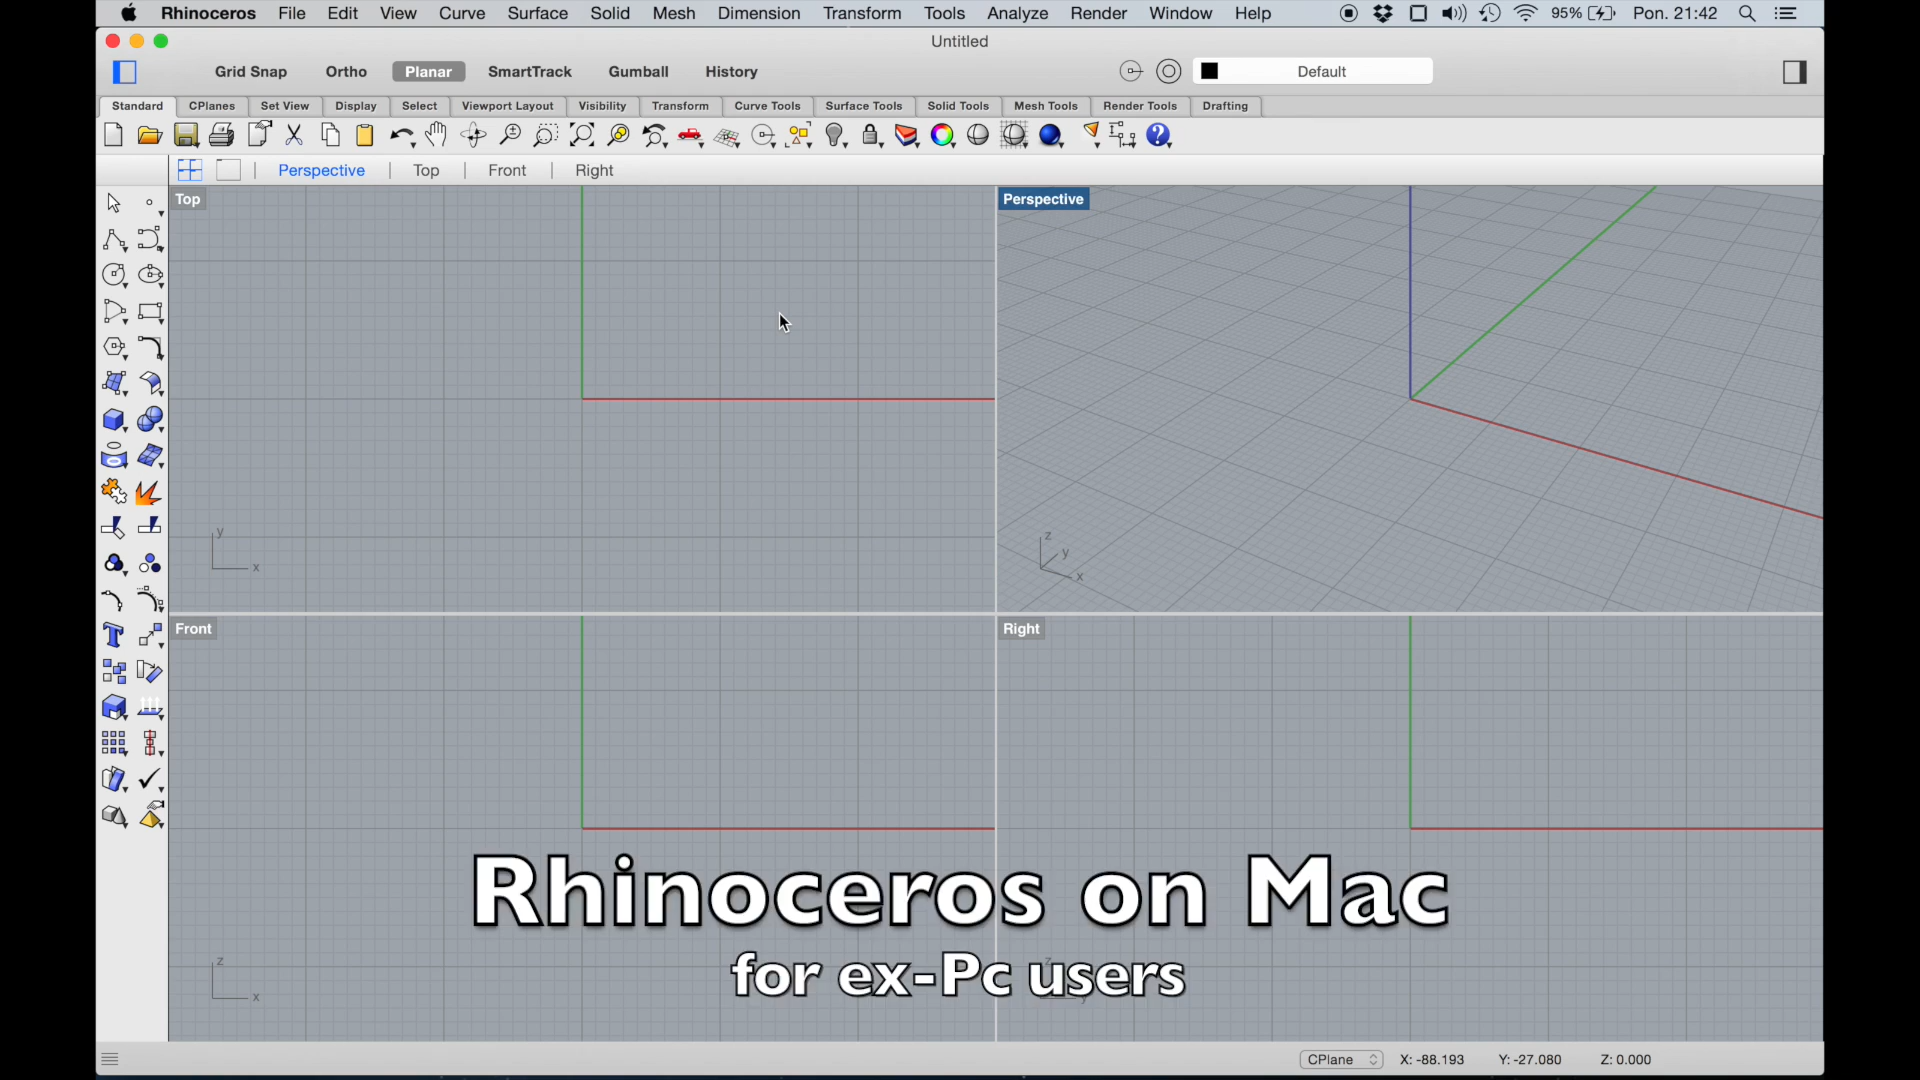 Rhinoceros File Edit View Curve Surface Solid Mesh Dimension Transform Tools Analyze Render Window Help 95% Pon. 21:42
Untitled
Grid Snap Ortho Planar SmartTrack Gumball History Default
Standard CPlanes Set View Display Select Viewport Layout Visibility Transform Curve Tools Surface Tools Solid Tools Mesh Tools Render Tools Drafting
Perspective Top Front Right
Top Perspective
y
x
z
y
x
Front Right
Rhinoceros on Mac
for ex-Pc users
z
x
z
y
CPlane X: -88.193 Y: -27.080 Z: 0.000